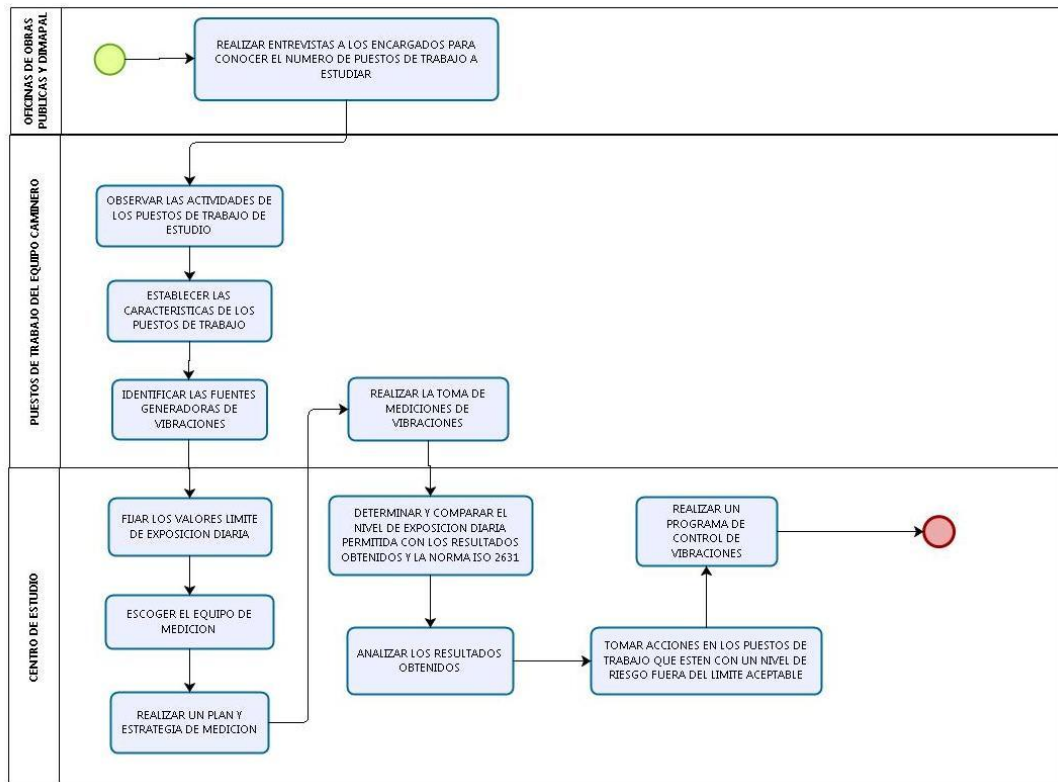 OFICINAS DE OBRAS
PUBLICAS Y DIMAPAL
REALIZAR ENTREVISTAS A LOS ENCARGADOS PARA
CONOCER EL NUMERO DE PUESTOS DE TRABAJO A
ESTUDIAR
PUESTOS DE TRABAJO DEL EQUIPO CAMINERO
OBSERVAR LAS ACTIVIDADES DE
LOS PUESTOS DE TRABAJO DE
ESTUDIO
ESTABLECER LAS
CARACTERISTICAS DE LOS
PUESTOS DE TRABAJO
IDENTIFICAR LAS FUENTES
GENERADORAS DE
VIBRACIONES
REALIZAR LA TOMA DE
MEDICIONES DE
VIBRACIONES
CENTRO DE ESTUDIO
FIJAR LOS VALORES LIMITE
DE EXPOSICION DIARIA
ESCOGER EL EQUIPO DE
MEDICION
REALIZAR UN PLAN Y
ESTRATEGIA DE MEDICION
DETERMINAR Y COMPARAR EL
NIVEL DE EXPOSICION DIARIA
PERMITIDA CON LOS RESULTADOS
OBTENIDOS Y LA NORMA ISO 2631
ANALIZAR LOS RESULTADOS
OBTENIDOS
TOMAR ACCIONES EN LOS PUESTOS DE
TRABAJO QUE ESTEN CON UN NIVEL DE
RIESGO FUERA DEL LIMITE ACEPTABLE
REALIZAR UN
PROGRAMA DE
CONTROL DE
VIBRACIONES